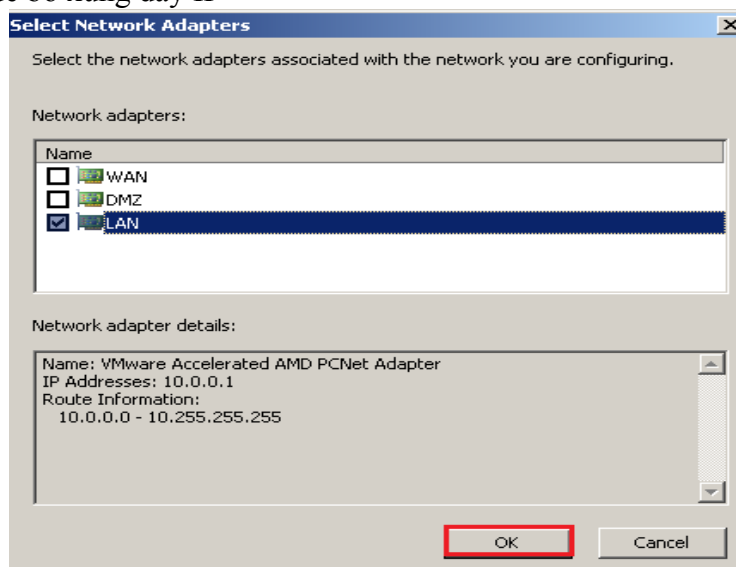 Select Network Adapters
Select the network adapters associated with the network you are configuring.
Network adapters:
Name
WAN
DMZ
LAN
Network adapter details:
Name: VMware Accelerated AMD PCNet Adapter
IP Addresses: 10.0.0.1
Route Information:
10.0.0.0 - 10.255.255.255
OK Cancel